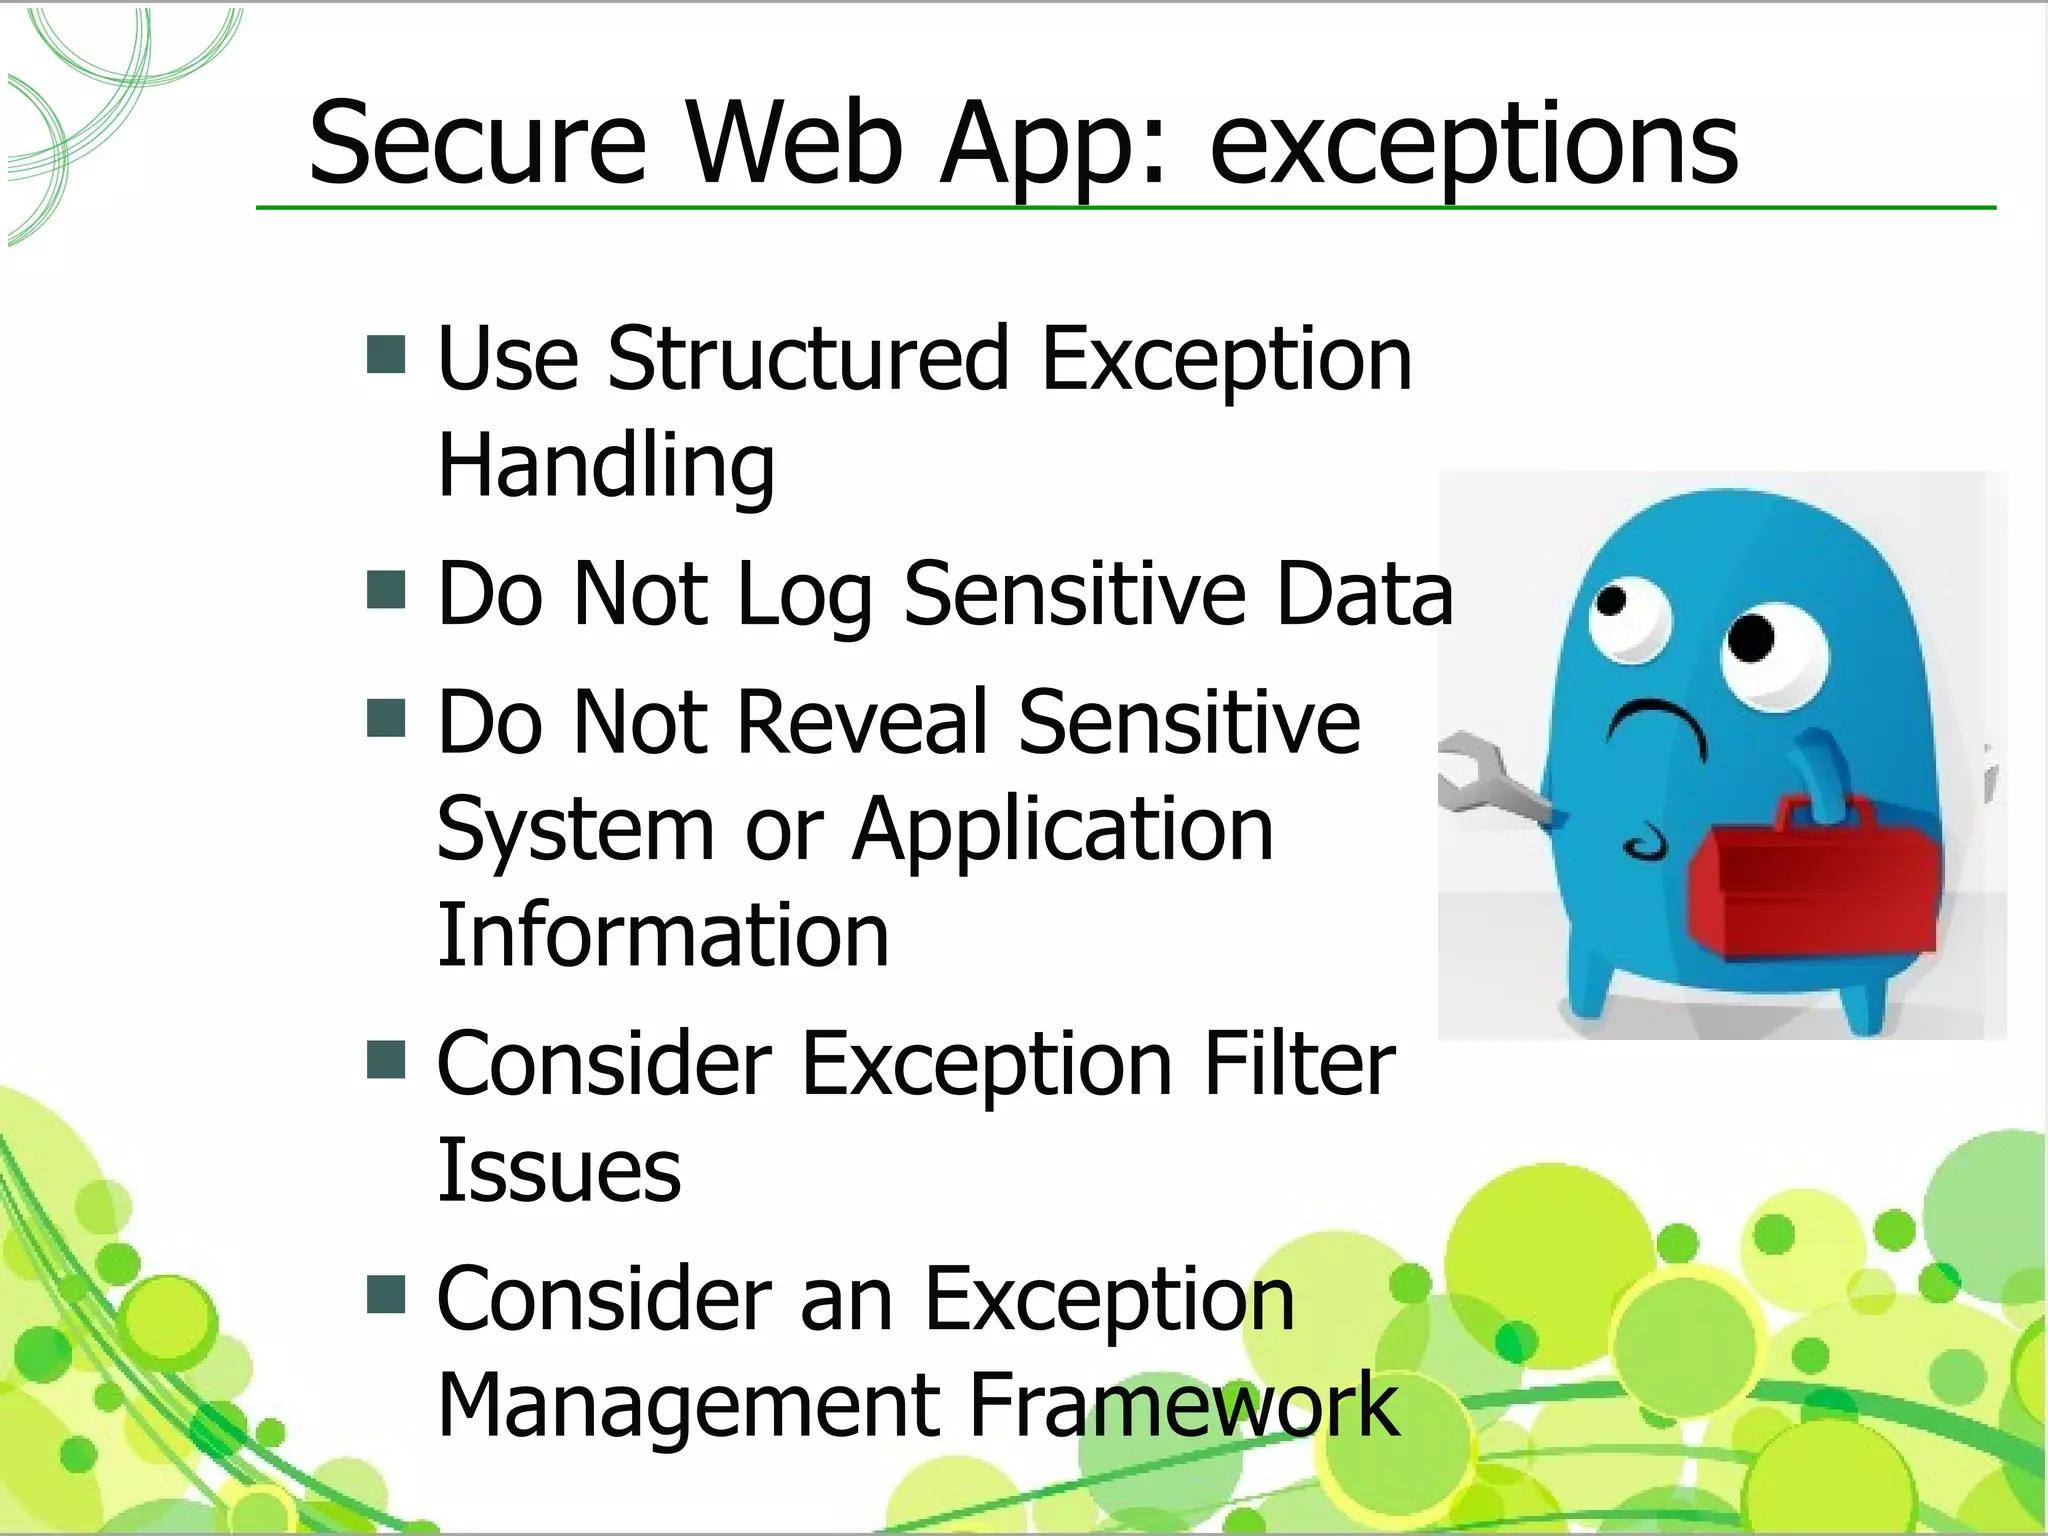 Secure Web App: exceptions
Use Structured Exception
Handling
Do Not Log Sensitive Data
Do Not Reveal Sensitive
System or Application
Information
Consider Exception Filter
Issues
Consider an Exception
Management Framework